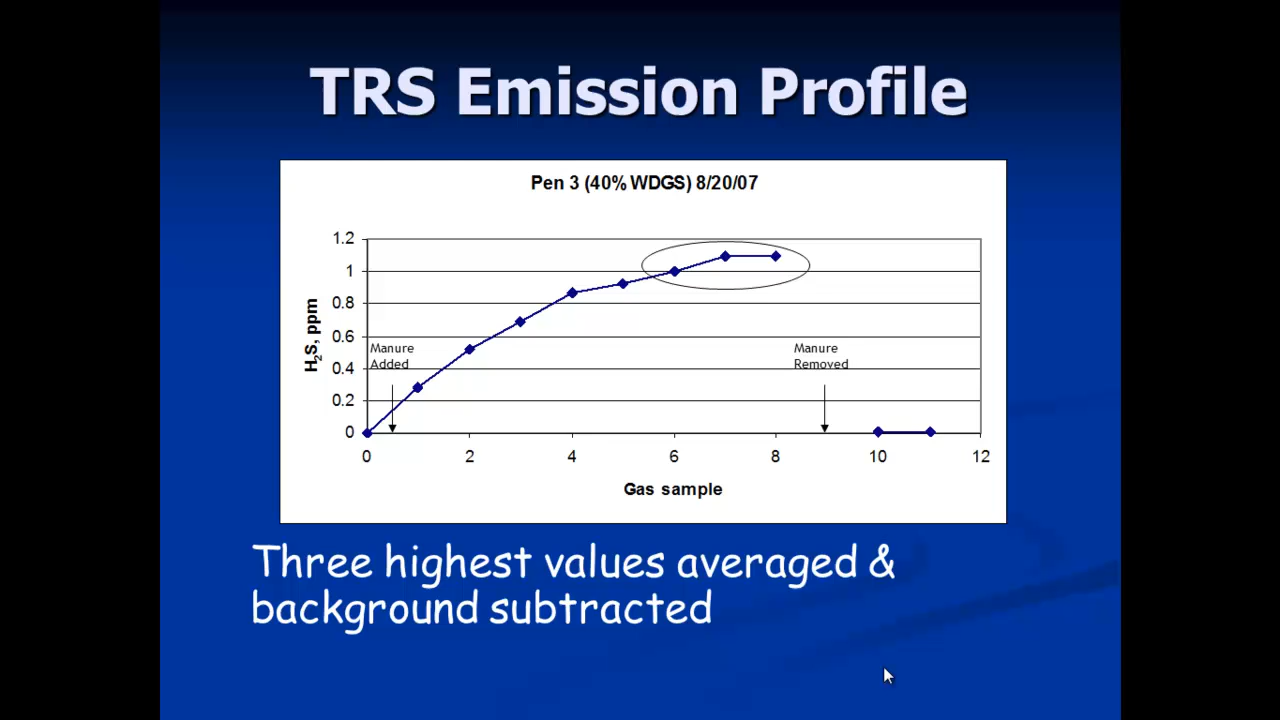 TRS Emission Profile
Pen 3 (40% WDGS) 8/20/07
1.2
1
0.8
0.6
0.4
0.2
0
H₂S, ppm
Manure
Added
Manure
Removed
0 2 4 6 8 10 12
Gas sample
Three highest values averaged &
background subtracted